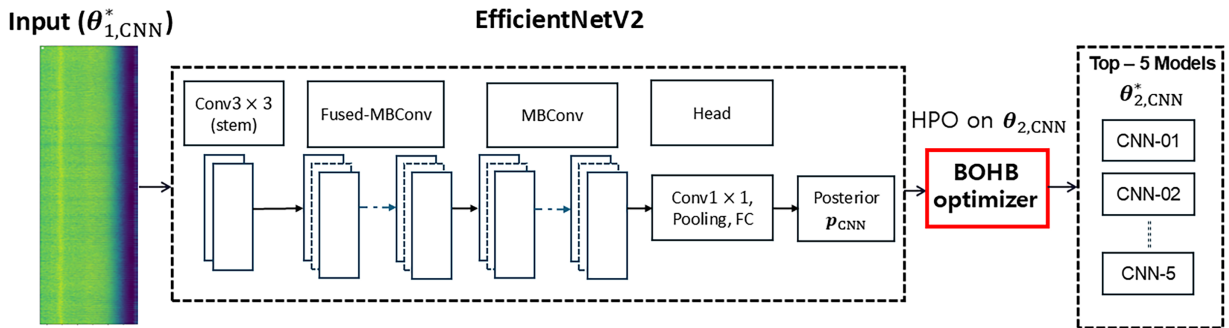 EfficientNetV2
Input (θ*1,CNN)
Conv3 × 3
(stem)
Fused-MBConv
MBConv
Head
Conv1 × 1,
Pooling, FC
Posterior
pCNN
HPO on θ2,CNN
BOHB
optimizer
Top – 5 Models
θ*2,CNN
CNN-01
CNN-02
CNN-5